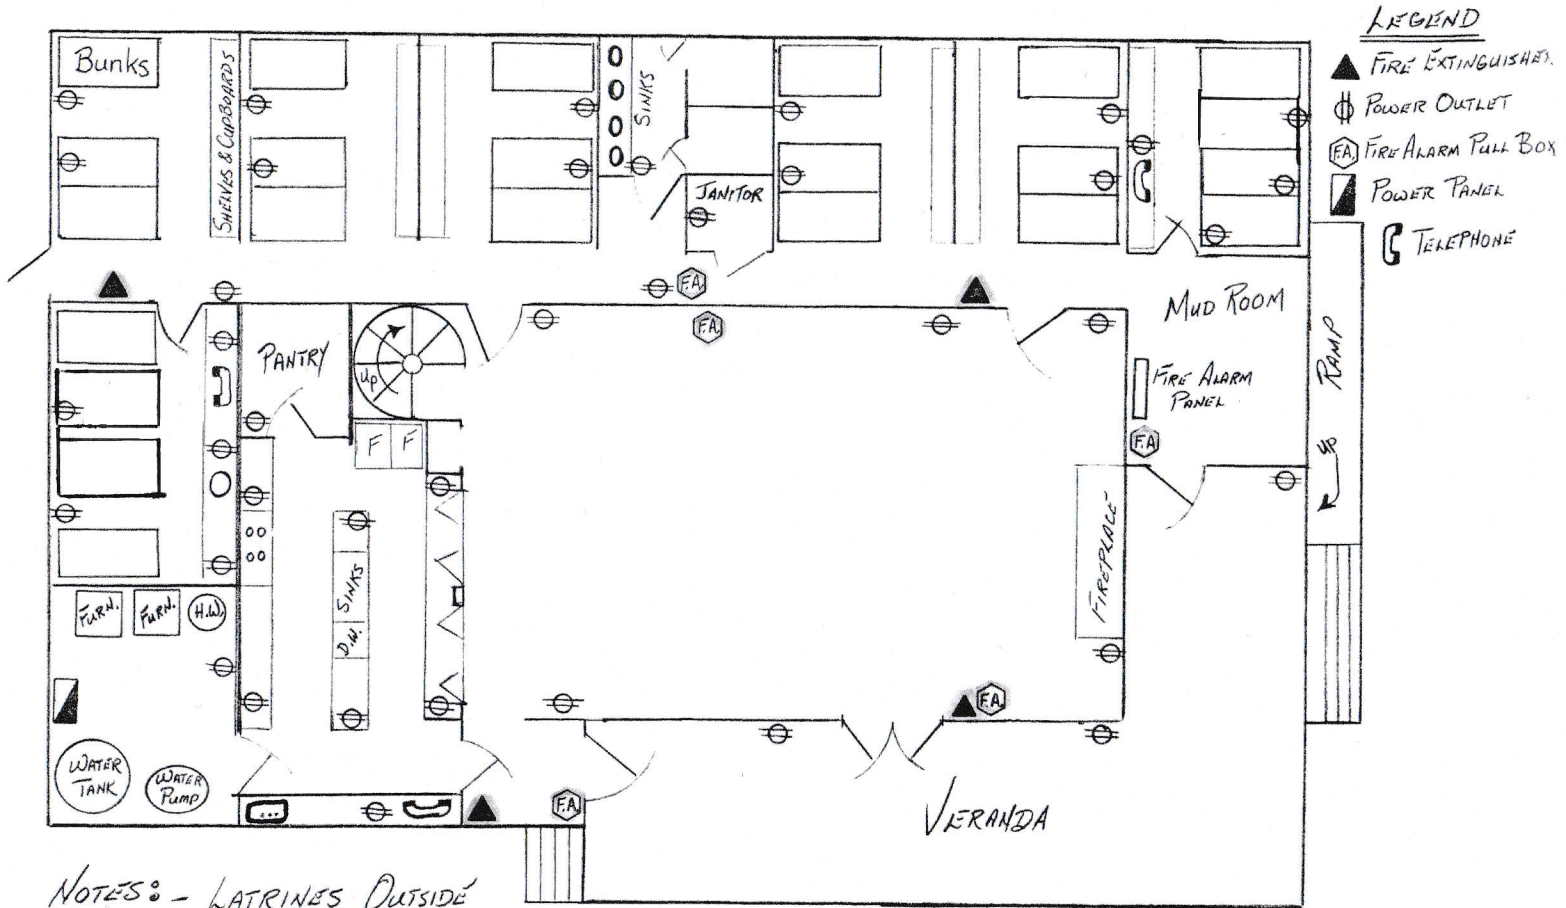 LEGEND
FIRE EXTINGUISHER
POWER OUTLET
F.A. FIRE ALARM PULL BOX
POWER PANEL
TELEPHONE
Bunks
SHELVES & CUPBOARDS
SINKS
JANITOR
F.A.
F.A.
MUD ROOM
RAMP
UP
FIRE ALARM
PANEL
F.A
PANTRY
UP
F F
FIREPLACE
FURN. FURN. H.W.
SINKS
D.W.
F.A.
WATER
TANK
WATER
PUMP
F.A.
VERANDA
NOTES: - LATRINES OUTSIDE